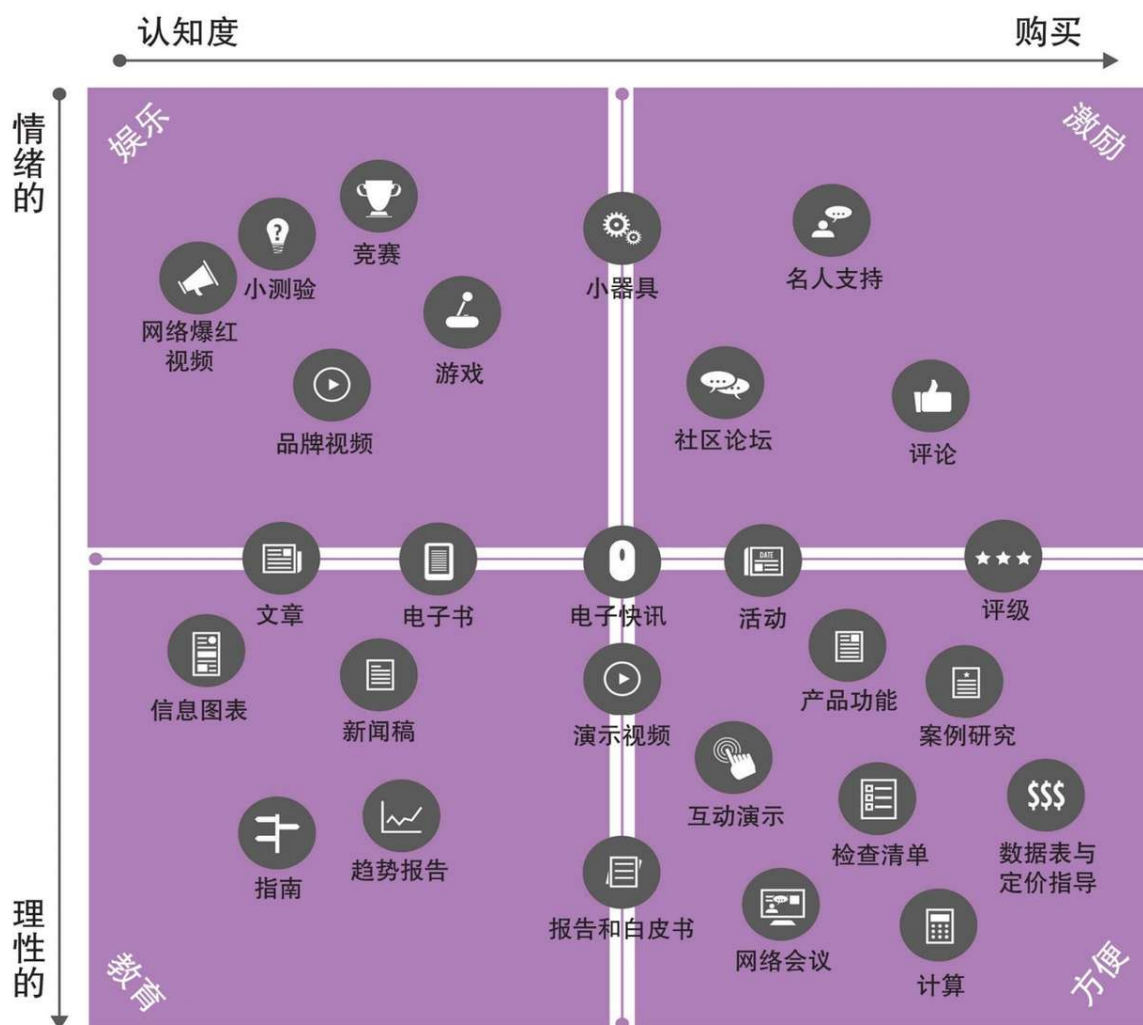 认知度
购买
情绪的
娱乐
激励
竞赛
小测验
小器具
名人支持
网络爆红
视频
游戏
品牌视频
社区论坛
评论
DATE
文章
电子书
电子快讯
活动
评级
信息图表
新闻稿
演示视频
产品功能
案例研究
互动演示
$$$
检查清单
数据表与
定价指导
指南
趋势报告
报告和白皮书
网络会议
计算
理性的
教育
方便